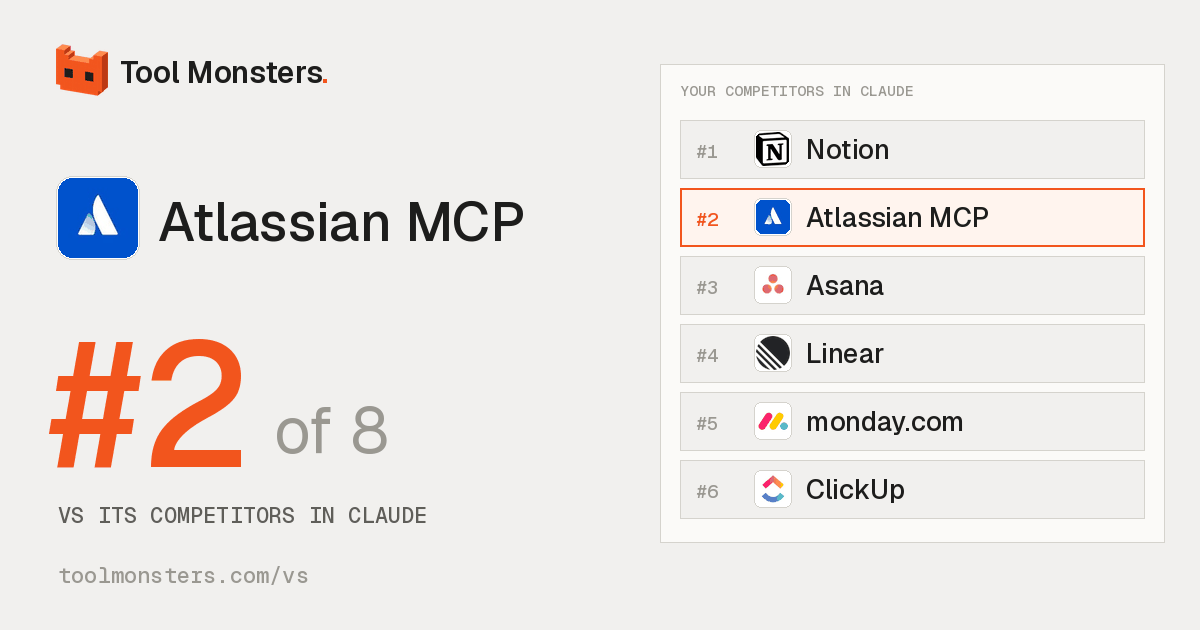 Tool Monsters.
Atlassian MCP
#2 of 8
VS ITS COMPETITORS IN CLAUDE
toolmonsters.com/vs
YOUR COMPETITORS IN CLAUDE
#1 Notion
#2 Atlassian MCP
#3 Asana
#4 Linear
#5 monday.com
#6 ClickUp